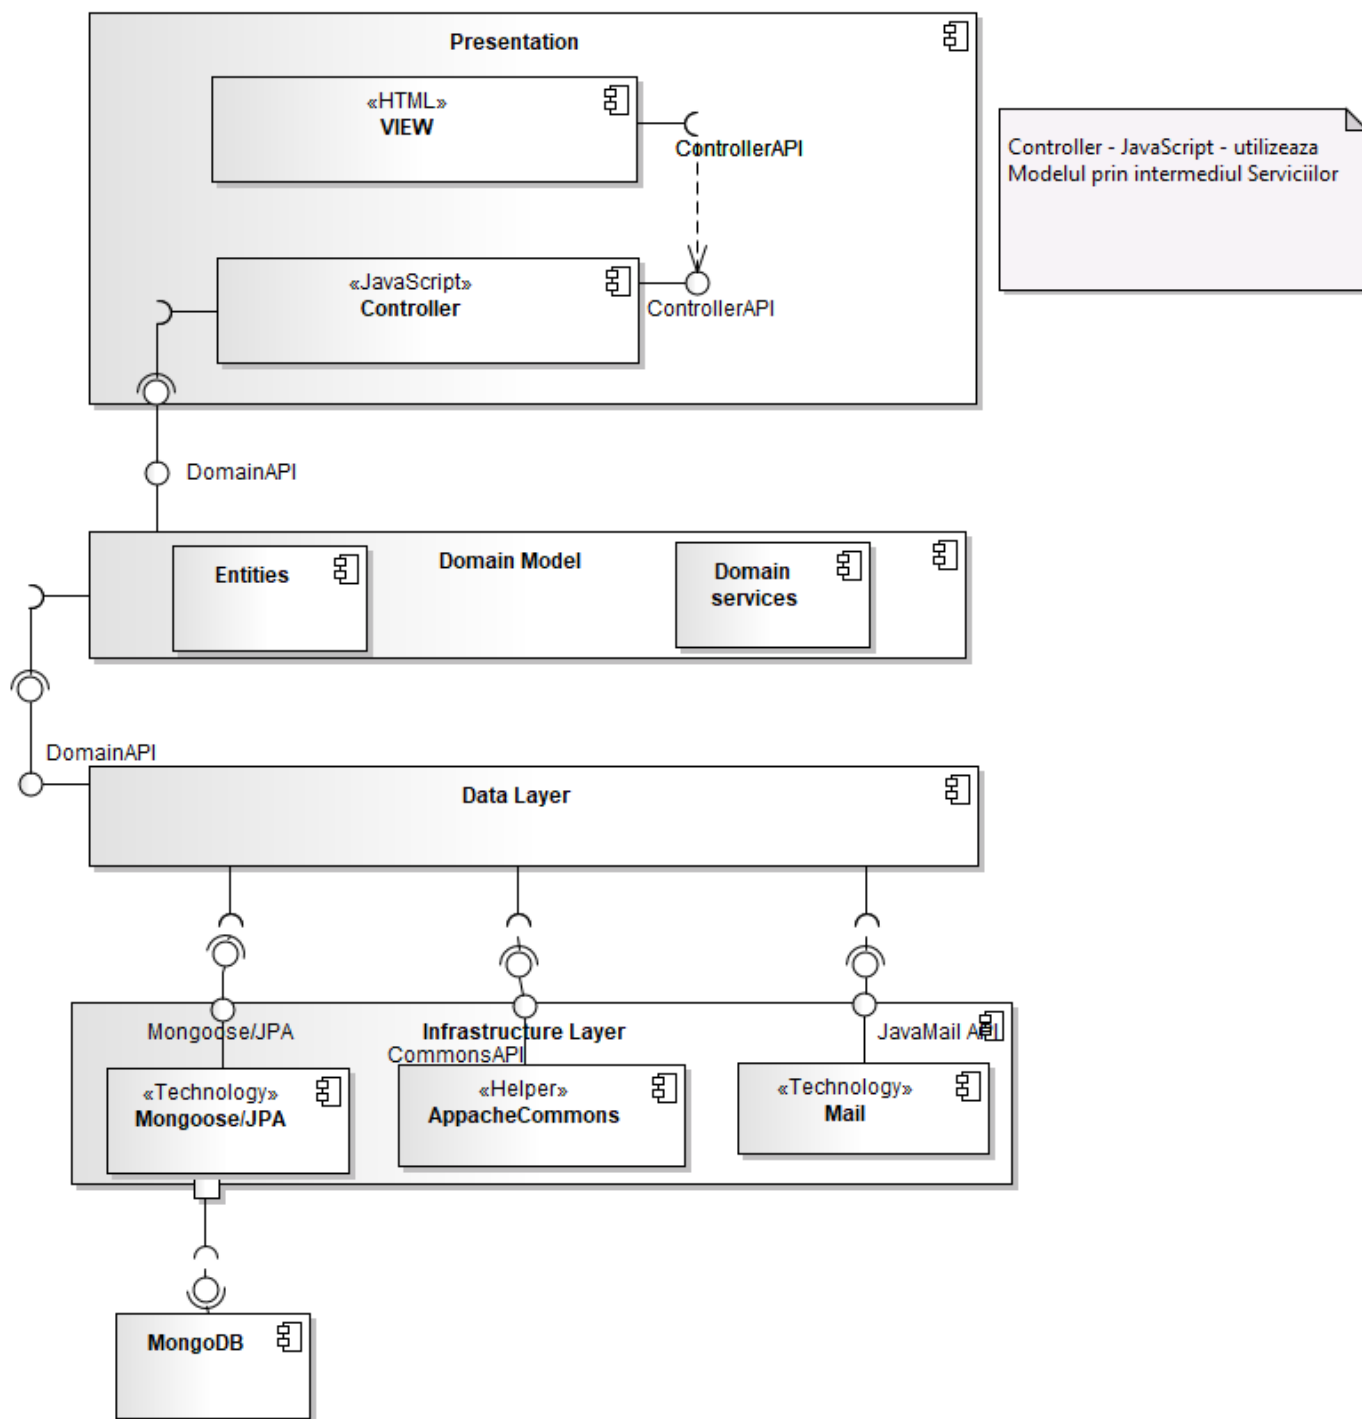 Presentation
«HTML»
VIEW
ControllerAPI
Controller - JavaScript - utilizeaza
Modelul prin intermediul Serviciilor
«JavaScript»
Controller
ControllerAPI
DomainAPI
Entities
Domain Model
Domain
services
DomainAPI
Data Layer
Mongoose/JPA
Infrastructure Layer
JavaMail API
CommonsAPI
«Technology»
Mongoose/JPA
«Helper»
AppacheCommons
«Technology»
Mail
MongoDB